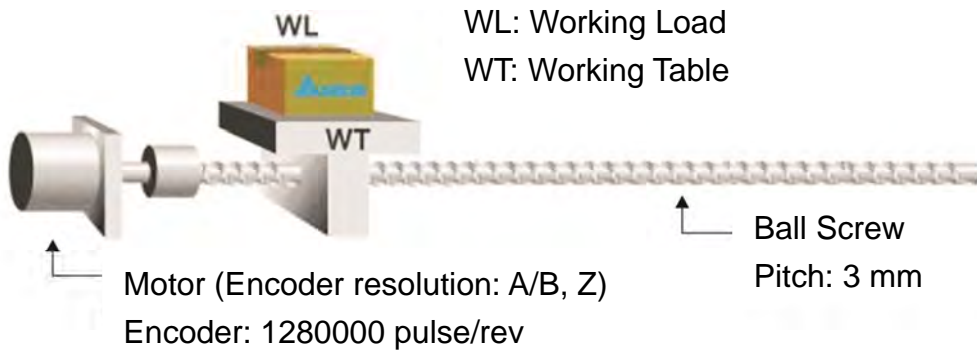 WL
WL: Working Load
WT: Working Table
WT
Ball Screw
Pitch: 3 mm
Motor (Encoder resolution: A/B, Z)
Encoder: 1280000 pulse/rev